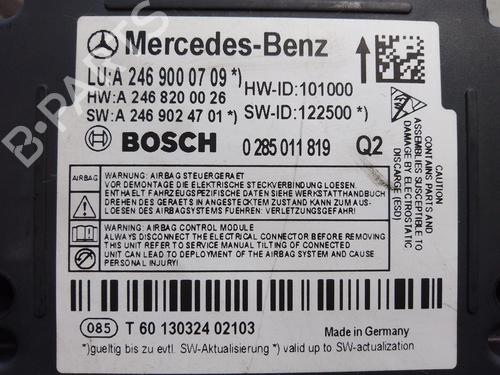 Mercedes-Benz
LU:A 246 900 07 09 *) HW-ID:101000
HW:A 246 820 00 26
SW:A 246 902 47 01 *) SW-ID:122500 *)
BOSCH 0 285 011 819 Q2
AIRBAG WARNUNG: AIRBAG STEUERGERAET
VOR DEMONTAGE DIE ELEKTRISCHE STECKVERBINDUNG LOESEN.
ERHAELTLICHE FAHRZEUGSPEZIFISCHE DATEN SIEHE WERKSTATTHANDBUCH
DREHEN DES GERAETS IN ANGESTECKTEM ZUSTAND KANN ZUM AUS-
LOESEN DES AIRBAGSYSTEMS FUEHREN: VERLETZUNGSGEFAHR!
WARNING: AIRBAG CONTROL MODULE
ALWAYS DISCONNECT THE ELECTRICAL CONNECTOR BEFORE REMOVING
THIS UNIT REFER TO SERVICE MANUAL TILTING OF CONNECTED
UNIT CAN LEAD TO DEPLOYMENT OF THE AIRBAG SYSTEM AND CAUSE
PERSONAL INJURY!
CAUTION
CONTAINS PARTS AND
ASSEMBLIES SUSCEPTIBLE TO
DAMAGE BY ELECTROSTATIC
DISCHARGE (ESD)
085 T 60 130324 02103 Made in Germany
*)gueltig bis zu evtl. SW-Aktualisierung *) valid up to SW-actualization
B-PARTS